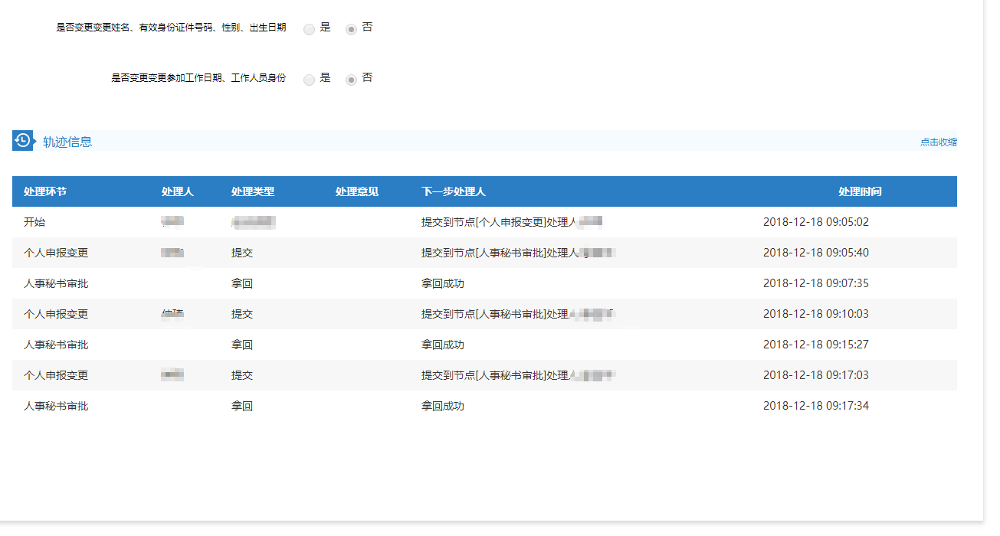 是否变更变更姓名、有效身份证件号码、性别、出生日期 是 否
是否变更变更参加工作日期、工作人员身份 是 否
轨迹信息 点击收缩
处理环节 处理人 处理类型 处理意见 下一步处理人 处理时间
开始 提交到节点[个人申报变更]处理人 2018-12-18 09:05:02
个人申报变更 提交 提交到节点[人事秘书审批]处理人 2018-12-18 09:05:40
人事秘书审批 拿回 拿回成功 2018-12-18 09:07:35
个人申报变更 提交 提交到节点[人事秘书审批]处理人 2018-12-18 09:10:03
人事秘书审批 拿回 拿回成功 2018-12-18 09:15:27
个人申报变更 提交 提交到节点[人事秘书审批]处理人 2018-12-18 09:17:03
人事秘书审批 拿回 拿回成功 2018-12-18 09:17:34